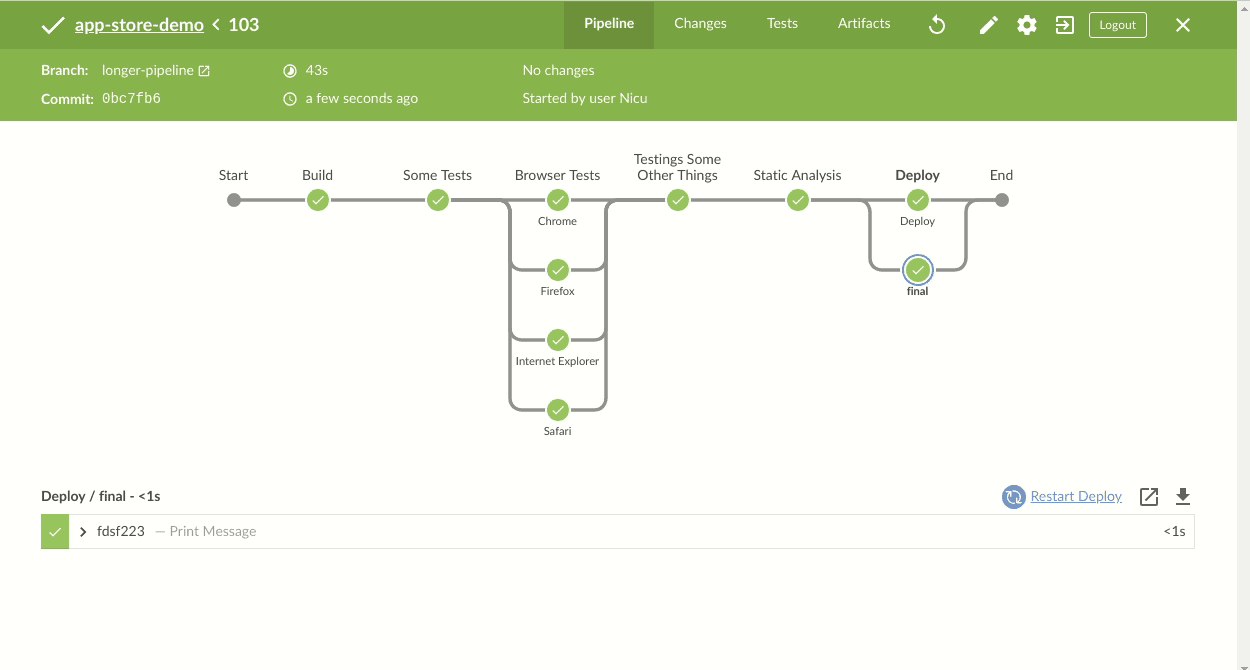 app-store-demo < 103
Pipeline Changes Tests Artifacts Logout
Branch: longer-pipeline 43s No changes
Commit: 0bc7fb6 a few seconds ago Started by user Nicu
Testings Some
Start Build Some Tests Browser Tests Other Things Static Analysis Deploy End
Chrome Deploy
Firefox final
Internet Explorer
Safari
Deploy / final - <1s Restart Deploy
fdsf223 — Print Message <1s